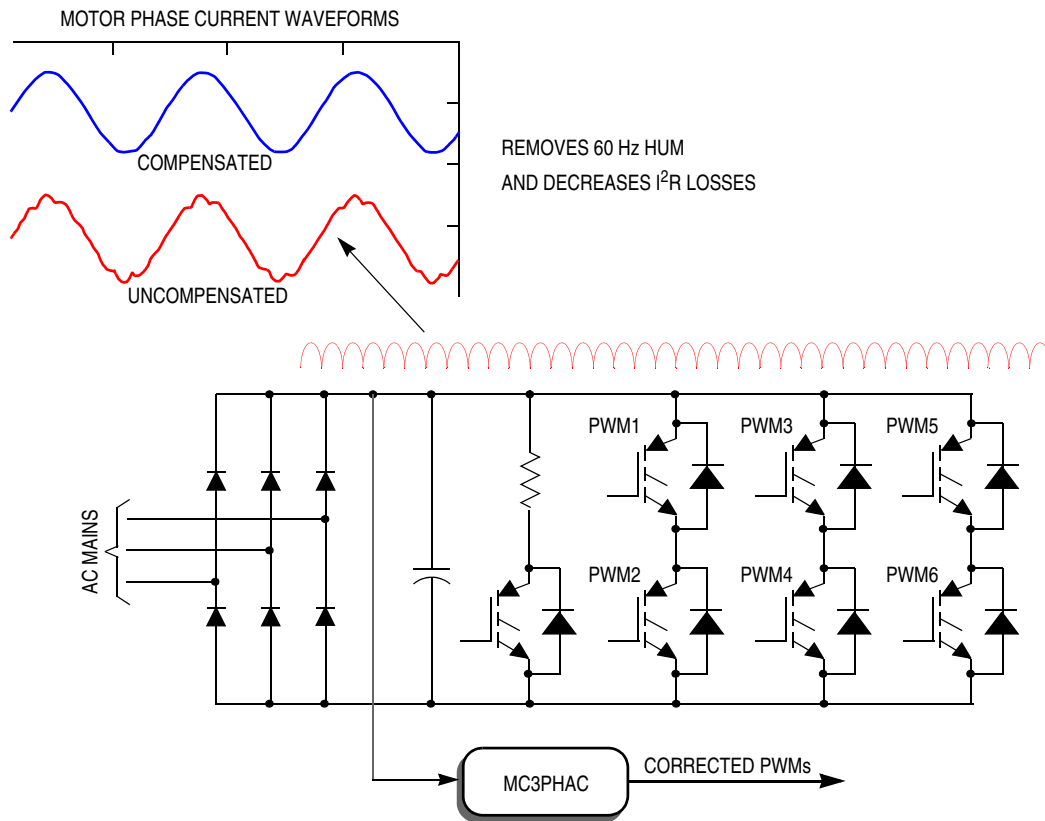 MOTOR PHASE CURRENT WAVEFORMS
COMPENSATED
REMOVES 60 Hz HUM
AND DECREASES I²R LOSSES
UNCOMPENSATED
PWM1
PWM3
PWM5
AC MAINS
PWM2
PWM4
PWM6
MC3PHAC
CORRECTED PWMs